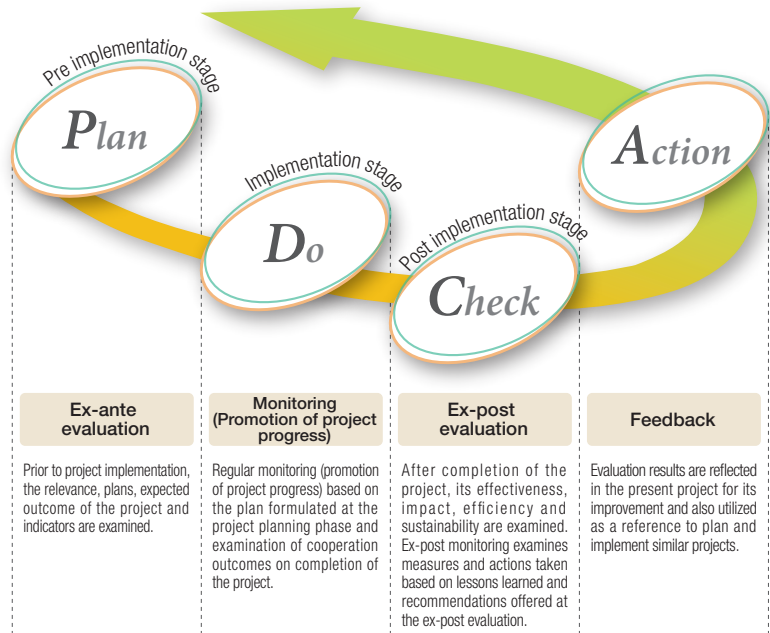 Pre implementation stage
Plan
Implementation stage
Do
Post implementation stage
Check
Action
Ex-ante
evaluation
Prior to project implementation,
the relevance, plans, expected
outcome of the project and
indicators are examined.
Monitoring
(Promotion of project
progress)
Regular monitoring (promotion
of project progress) based on
the plan formulated at the
project planning phase and
examination of cooperation
outcomes on completion of
the project.
Ex-post
evaluation
After completion of the
project, its effectiveness,
impact, efficiency and
sustainability are examined.
Ex-post monitoring examines
measures and actions taken
based on lessons learned and
recommendations offered at
the ex-post evaluation.
Feedback
Evaluation results are reflected
in the present project for its
improvement and also utilized
as a reference to plan and
implement similar projects.